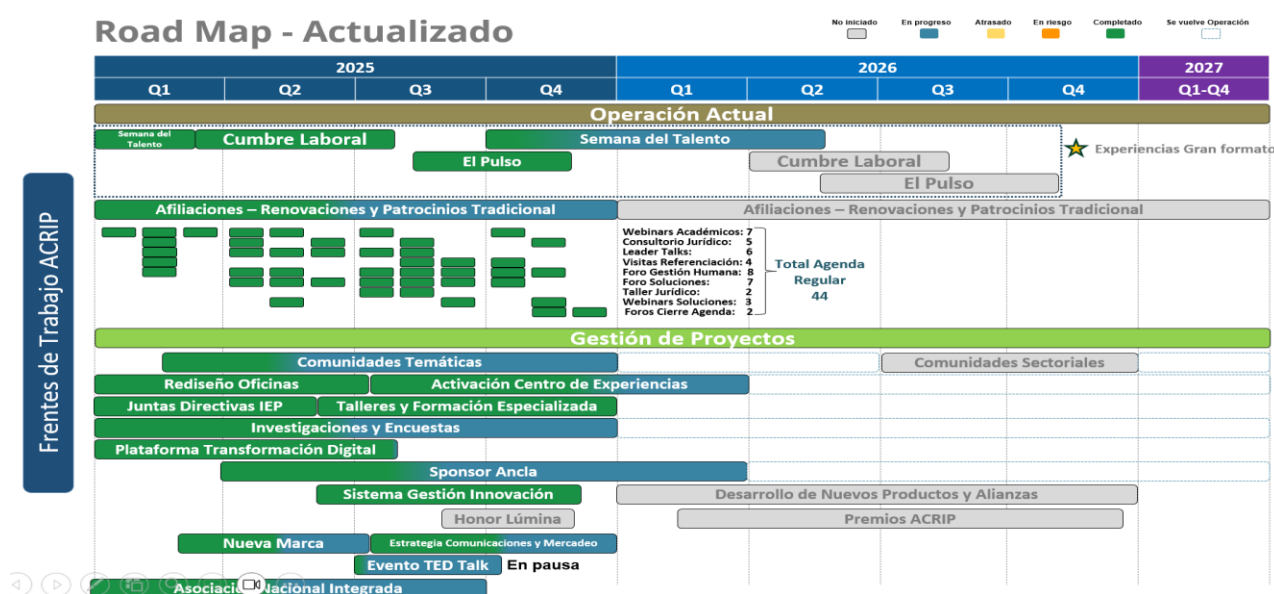 Road Map - Actualizado
No iniciado
En progreso
Atrasado
En riesgo
Completado
Se vuelve Operación
2025
2026
2027
Q1
Q2
Q3
Q4
Q1
Q2
Q3
Q4
Q1-Q4
Frentes de Trabajo ACRIP
Operación Actual
Semana del
Talento
Cumbre Laboral
Semana del Talento
El Pulso
Cumbre Laboral
El Pulso
Experiencias Gran formato
Afiliaciones – Renovaciones y Patrocinios Tradicional
Afiliaciones – Renovaciones y Patrocinios Tradicional
Webinars Académicos: 7
Consultorio Jurídico: 5
Leader Talks: 6
Visitas Referenciación: 4
Foro Gestión Humana: 8
Foro Soluciones: 7
Taller Jurídico: 2
Webinars Soluciones: 3
Foros Cierre Agenda: 2
Total Agenda
Regular
44
Gestión de Proyectos
Comunidades Temáticas
Comunidades Sectoriales
Rediseño Oficinas
Activación Centro de Experiencias
Juntas Directivas IEP
Talleres y Formación Especializada
Investigaciones y Encuestas
Plataforma Transformación Digital
Sponsor Ancla
Sistema Gestión Innovación
Desarrollo de Nuevos Productos y Alianzas
Honor Lúmina
Premios ACRIP
Nueva Marca
Estrategia Comunicaciones y Mercadeo
Evento TED Talk
En pausa
Nacional Integrada